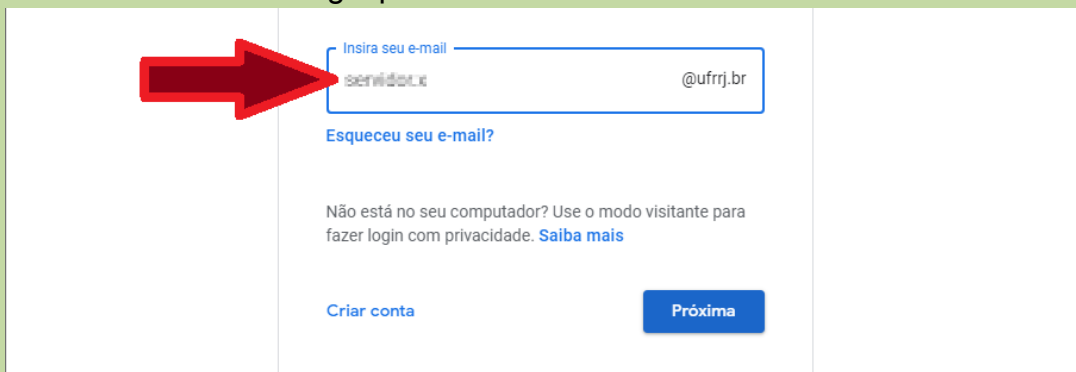 Insira seu e-mail
servidor.x @ufrrj.br
Esqueceu seu e-mail?
Não está no seu computador? Use o modo visitante para
fazer login com privacidade. Saiba mais
Criar conta Próxima